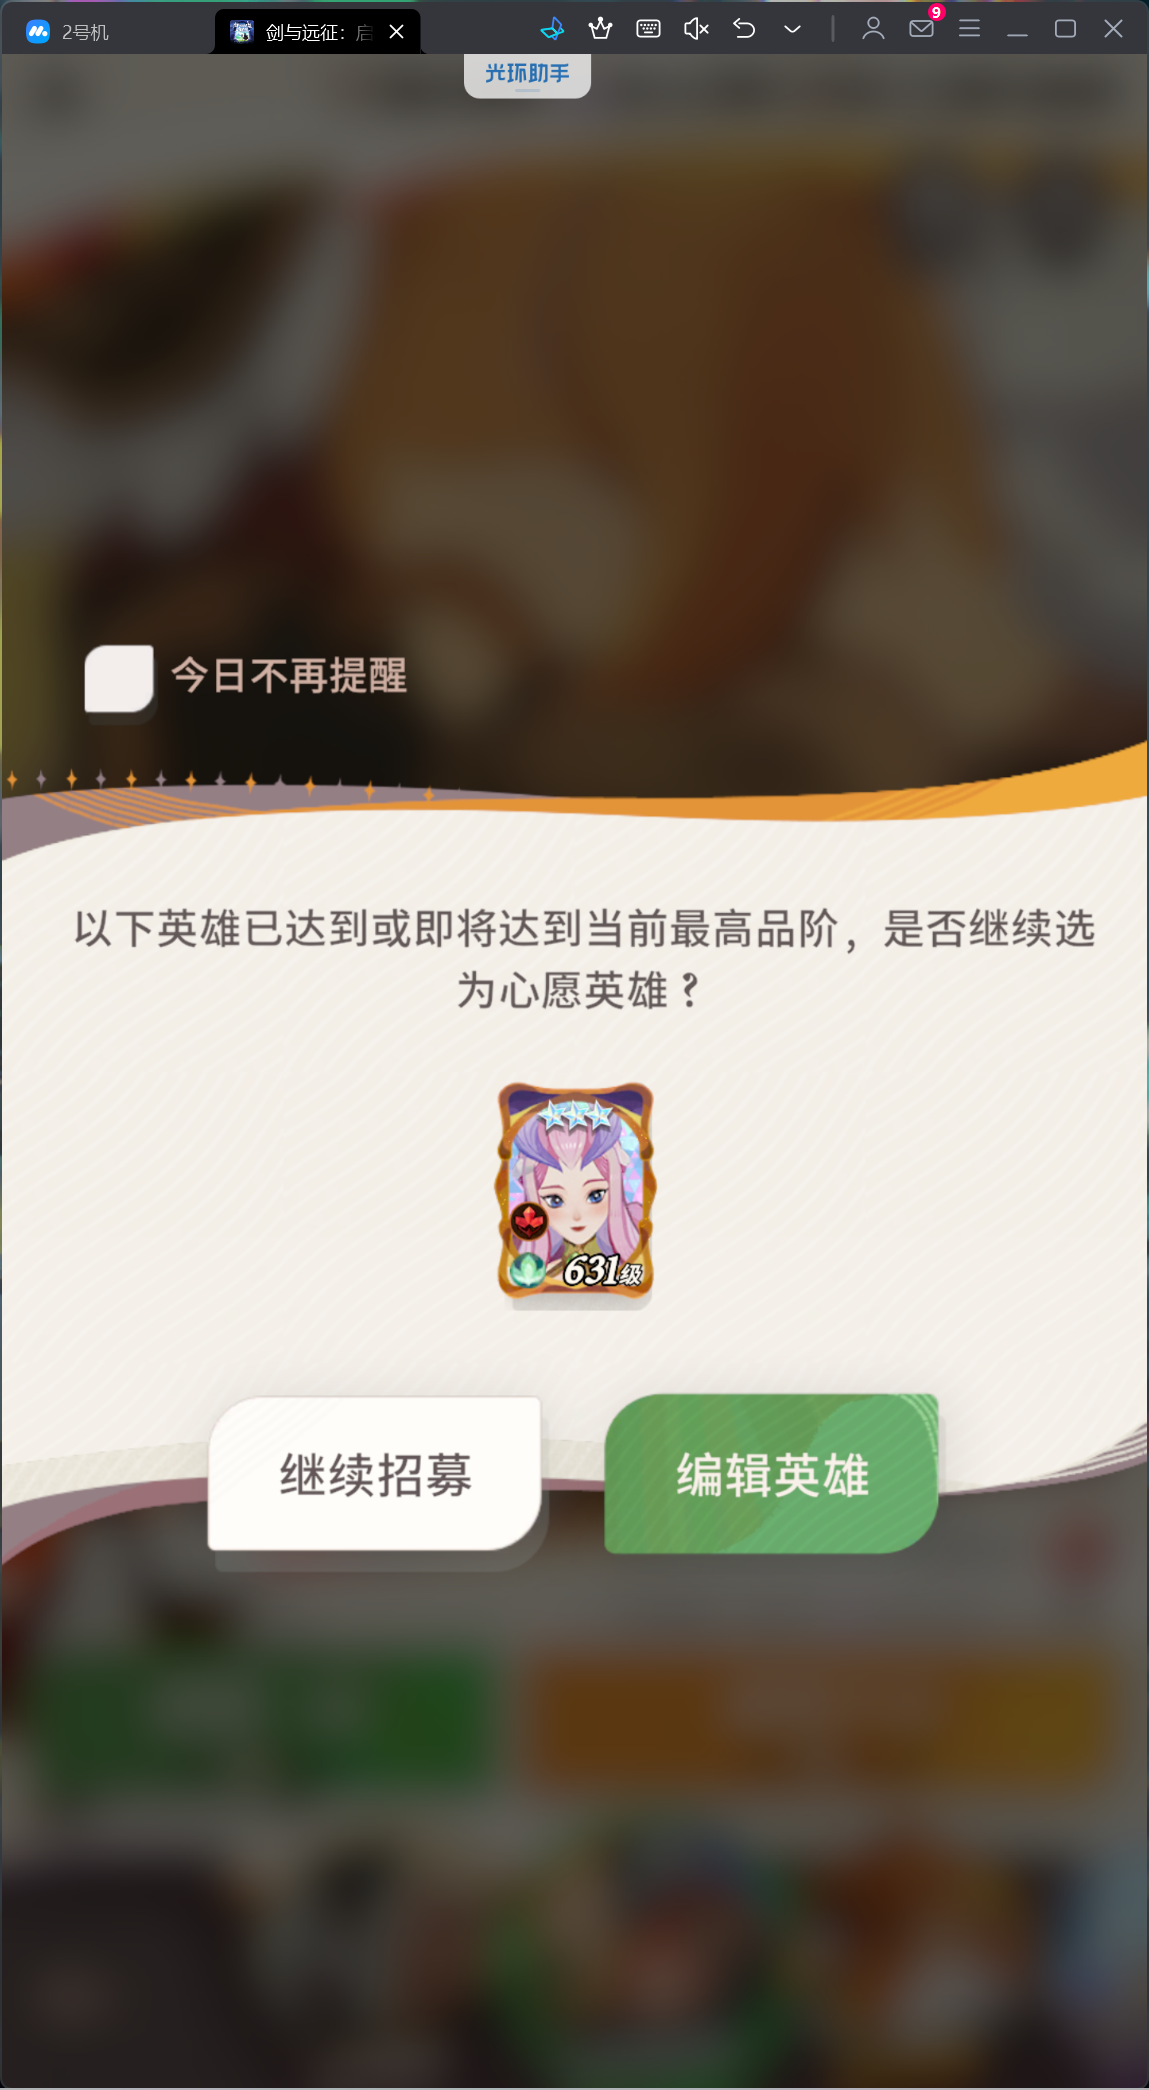 2号机
剑与远征：启
9
光环助手
今日不再提醒
以下英雄已达到或即将达到当前最高品阶，是否继续选
为心愿英雄？
631级
继续招募
编辑英雄